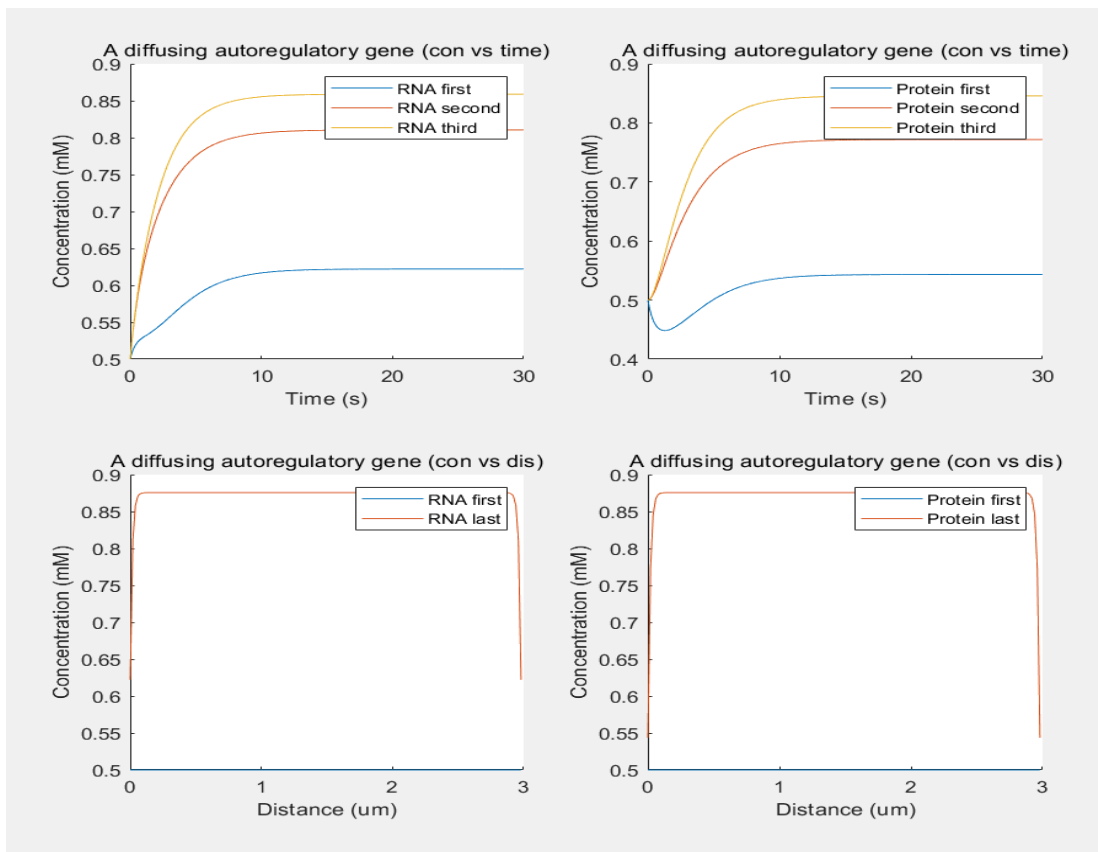 A diffusing autoregulatory gene (con vs time)
0.9
0.85
0.8
0.75
0.7
0.65
0.6
0.55
0.5
Concentration (mM)
RNA first
RNA second
RNA third
0 10 20 30
Time (s)
A diffusing autoregulatory gene (con vs time)
0.9
0.8
0.7
0.6
0.5
0.4
Concentration (mM)
Protein first
Protein second
Protein third
0 10 20 30
Time (s)
A diffusing autoregulatory gene (con vs dis)
0.9
0.85
0.8
0.75
0.7
0.65
0.6
0.55
0.5
Concentration (mM)
RNA first
RNA last
0 1 2 3
Distance (um)
A diffusing autoregulatory gene (con vs dis)
0.9
0.85
0.8
0.75
0.7
0.65
0.6
0.55
0.5
Concentration (mM)
Protein first
Protein last
0 1 2 3
Distance (um)